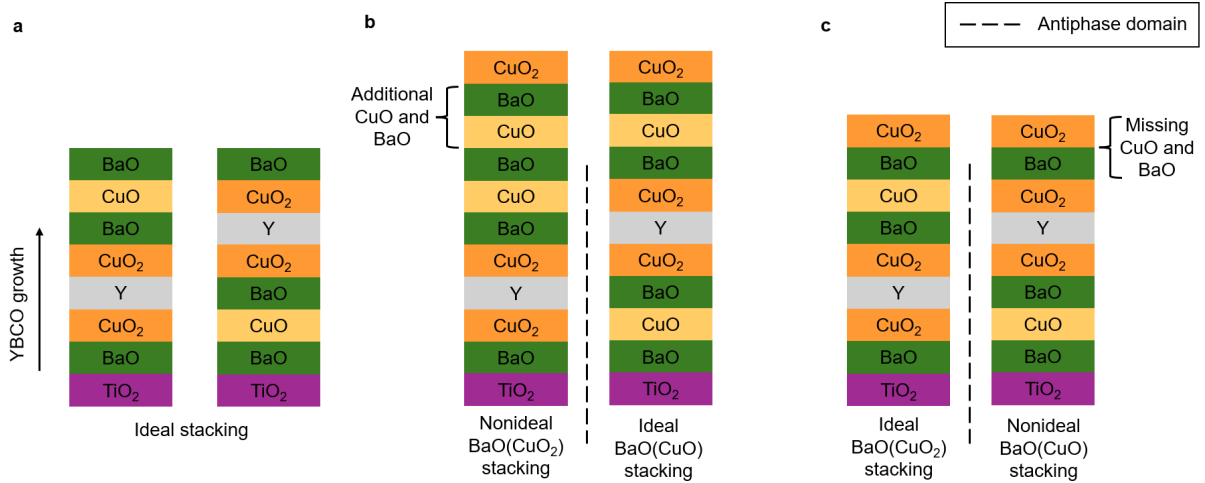 a
b
c
Antiphase domain
YBCO growth
BaO
CuO
BaO
CuO₂
Y
CuO₂
BaO
TiO₂
BaO
CuO₂
Y
CuO₂
BaO
CuO
BaO
TiO₂
Ideal stacking
Additional
CuO and
BaO
CuO₂
BaO
CuO
BaO
CuO
BaO
CuO₂
Y
CuO₂
BaO
TiO₂
Nonideal
BaO(CuO₂)
stacking
CuO₂
BaO
CuO
BaO
CuO₂
Y
CuO₂
BaO
CuO
BaO
TiO₂
Ideal
BaO(CuO)
stacking
CuO₂
BaO
CuO
BaO
CuO₂
Y
CuO₂
BaO
TiO₂
Ideal
BaO(CuO₂)
stacking
CuO₂
BaO
CuO₂
Y
CuO₂
BaO
CuO
BaO
TiO₂
Nonideal
BaO(CuO)
stacking
Missing
CuO and
BaO